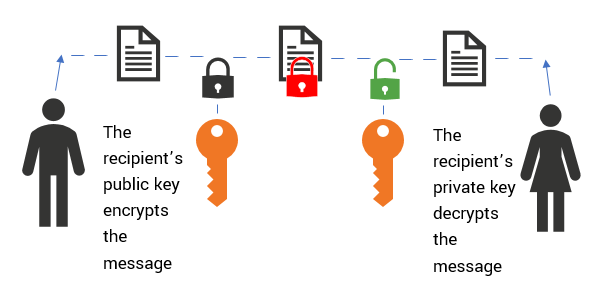 The
recipient’s
public key
encrypts
the
message
The
recipient’s
private key
decrypts
the
message